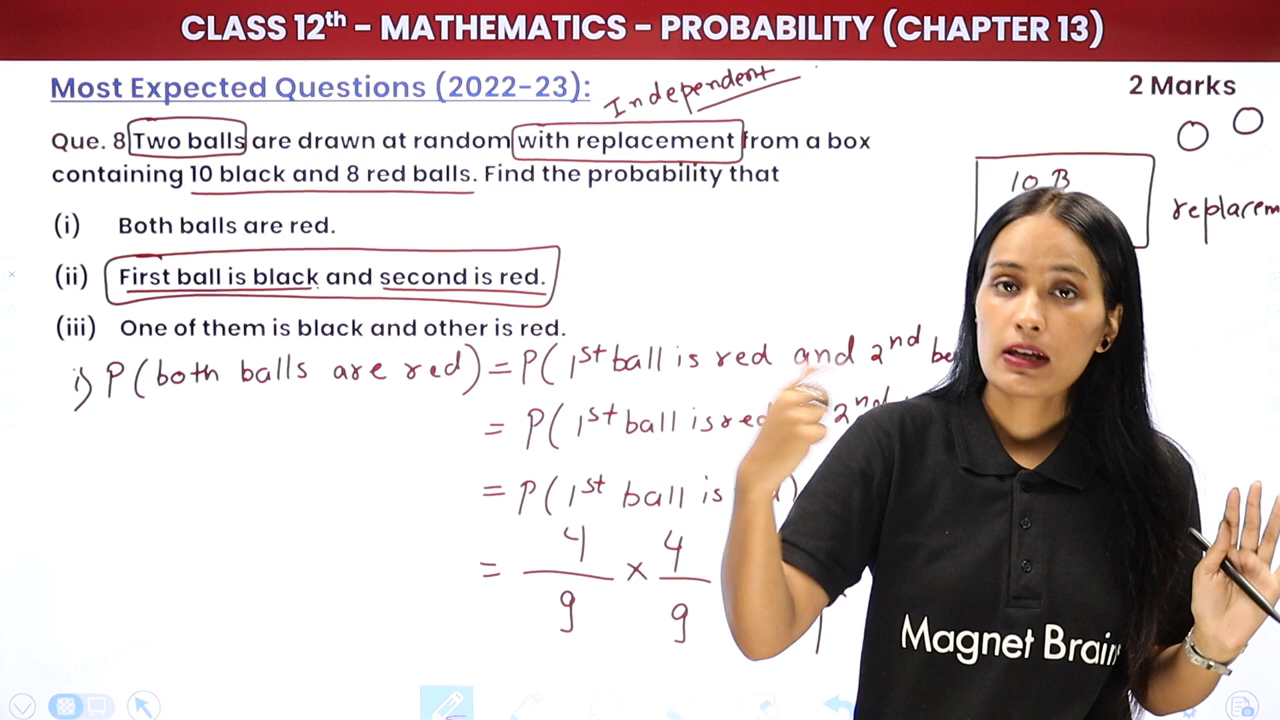 CLASS 12th - MATHEMATICS - PROBABILITY (CHAPTER 13)
Most Expected Questions (2022-23):
Independent
2 Marks
Que. 8 Two balls are drawn at random with replacement from a box
containing 10 black and 8 red balls. Find the probability that
10 B
(i) Both balls are red.
(ii) First ball is black and second is red.
(iii) One of them is black and other is red.
i) P(both balls are red) = P(1st ball is red and 2nd
= P(1st ball is red 2nd
= P(1st ball is
= 4/9 × 4/9
Magnet Brain